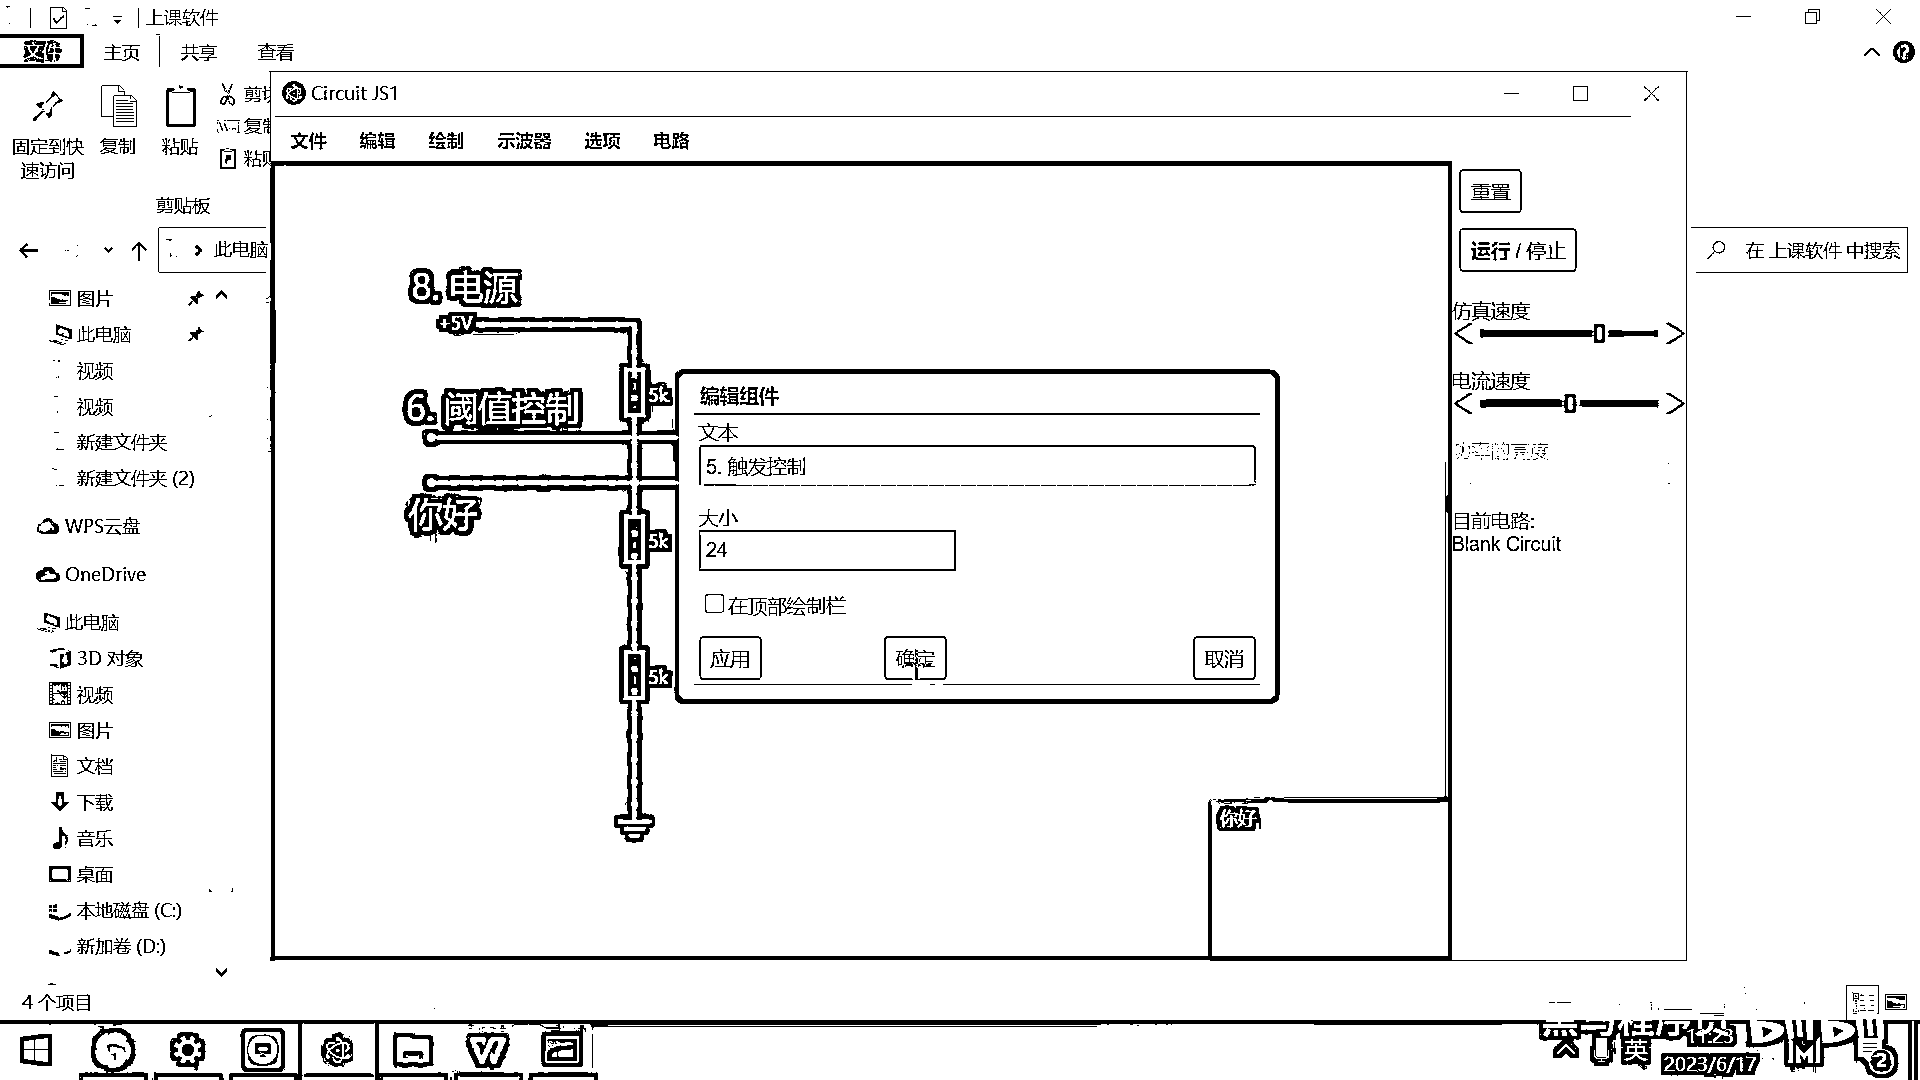 上课软件
文件 主页 共享 查看
固定到快
速访问
复制
粘贴
剪贴板
此电脑
在 上课软件 中搜索
图片
此电脑
视频
视频
新建文件夹
新建文件夹 (2)
WPS云盘
OneDrive
此电脑
3D 对象
视频
图片
文档
下载
音乐
桌面
本地磁盘 (C:)
新加卷 (D:)
4 个项目
Circuit JS1
文件 编辑 绘制 示波器 选项 电路
8. 电源
+5V
5k
6. 阈值控制
你好
5k
5k
编辑组件
文本
5. 触发控制
大小
24
在顶部绘制栏
应用 确定 取消
你好
重置
运行 / 停止
仿真速度
电流速度
功率的亮度
目前电路:
Blank Circuit
英
11:23
2023/6/17
2